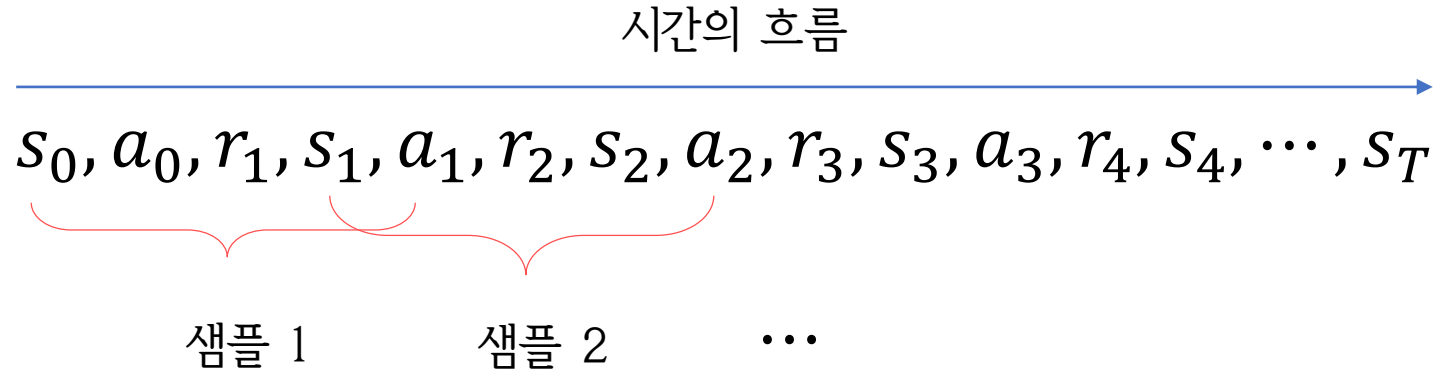 시간의 흐름
s₀, a₀, r₁, s₁, a₁, r₂, s₂, a₂, r₃, s₃, a₃, r₄, s₄, ⋯ , s_T
샘플 1 샘플 2 ⋯